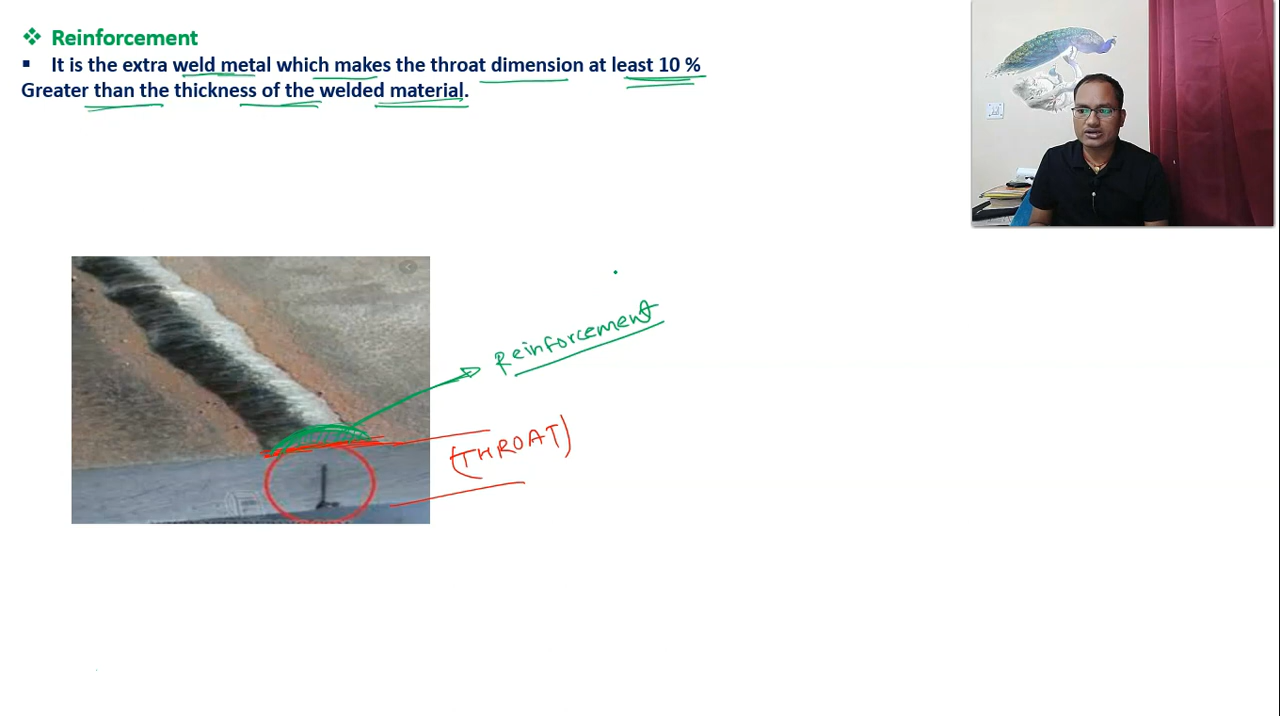 ❖ Reinforcement
▪ It is the extra weld metal which makes the throat dimension at least 10 %
Greater than the thickness of the welded material.
Reinforcement
(THROAT)